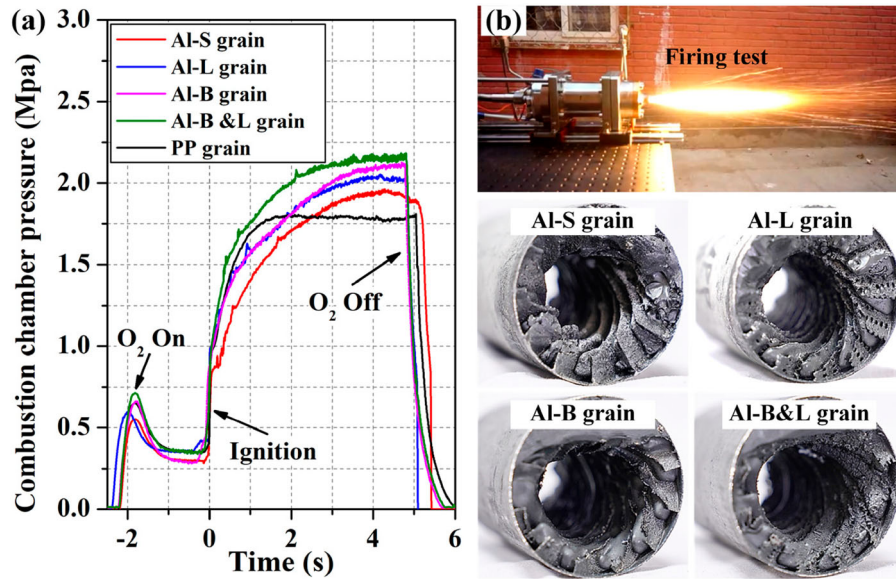 (a)
3.0
2.5
2.0
1.5
1.0
0.5
0.0
Combustion chamber pressure (Mpa)
Al-S grain
Al-L grain
Al-B grain
Al-B &L grain
PP grain
O2 On
Ignition
O2 Off
-2
0
2
4
6
Time (s)
(b)
Firing test
Al-S grain
Al-L grain
Al-B grain
Al-B&L grain